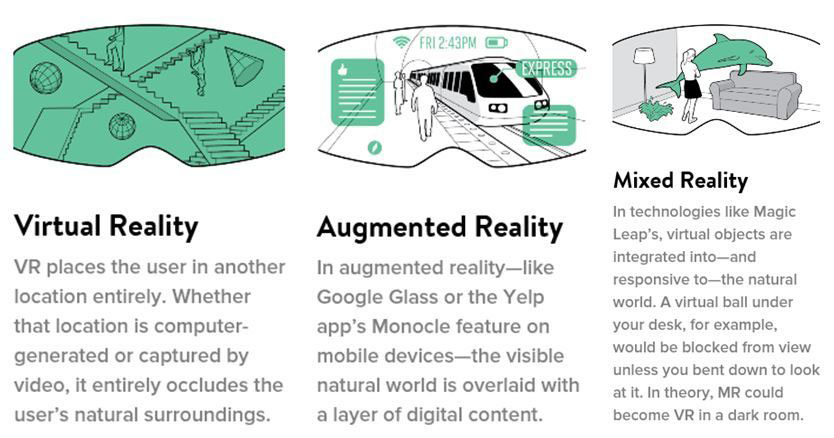 FRI 2:43PM
EXPRESS
Virtual Reality
VR places the user in another
location entirely. Whether
that location is computer-
generated or captured by
video, it entirely occludes the
user’s natural surroundings.
Augmented Reality
In augmented reality—like
Google Glass or the Yelp
app’s Monocle feature on
mobile devices—the visible
natural world is overlaid with
a layer of digital content.
Mixed Reality
In technologies like Magic
Leap’s, virtual objects are
integrated into—and
responsive to—the natural
world. A virtual ball under
your desk, for example,
would be blocked from view
unless you bent down to look
at it. In theory, MR could
become VR in a dark room.